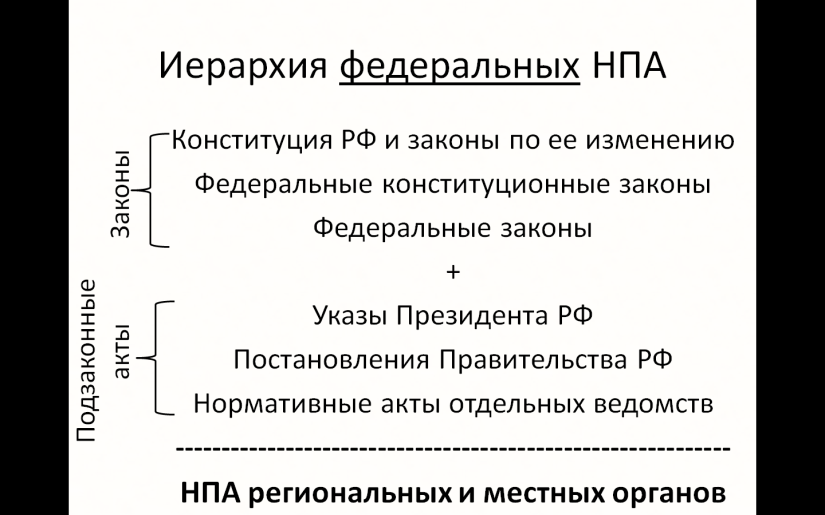 Иерархия федеральных НПА
Законы
Конституция РФ и законы по ее изменению
Федеральные конституционные законы
Федеральные законы
+
Подзаконные
акты
Указы Президента РФ
Постановления Правительства РФ
Нормативные акты отдельных ведомств
------------------------------------------------------------
НПА региональных и местных органов